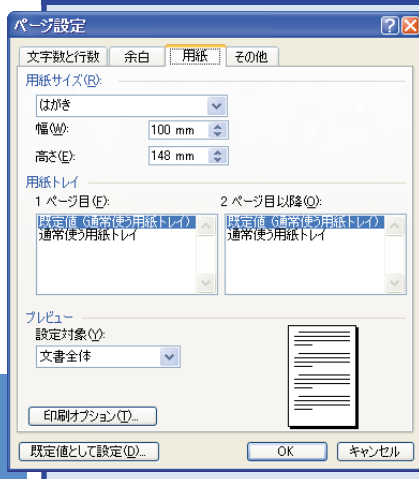 ページ設定
文字数と行数 余白 用紙 その他
用紙サイズ(R):
はがき
幅(W): 100 mm
高さ(E): 148 mm
用紙トレイ
1 ページ目(F): 2 ページ目以降(O):
既定値 (通常使う用紙トレイ) 既定値 (通常使う用紙トレイ)
通常使う用紙トレイ 通常使う用紙トレイ
プレビュー
設定対象(Y):
文書全体
印刷オプション(T)...
既定値として設定(D)... OK キャンセル